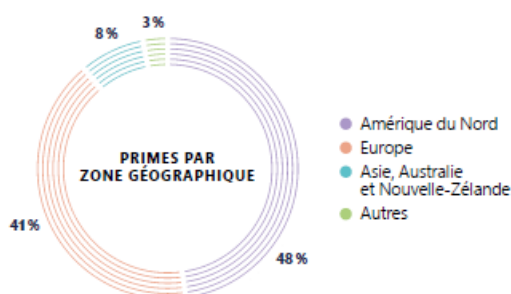 3%
8%
PRIMES PAR
ZONE GÉOGRAPHIQUE
41%
48%
Amérique du Nord
Europe
Asie, Australie
et Nouvelle-Zélande
Autres